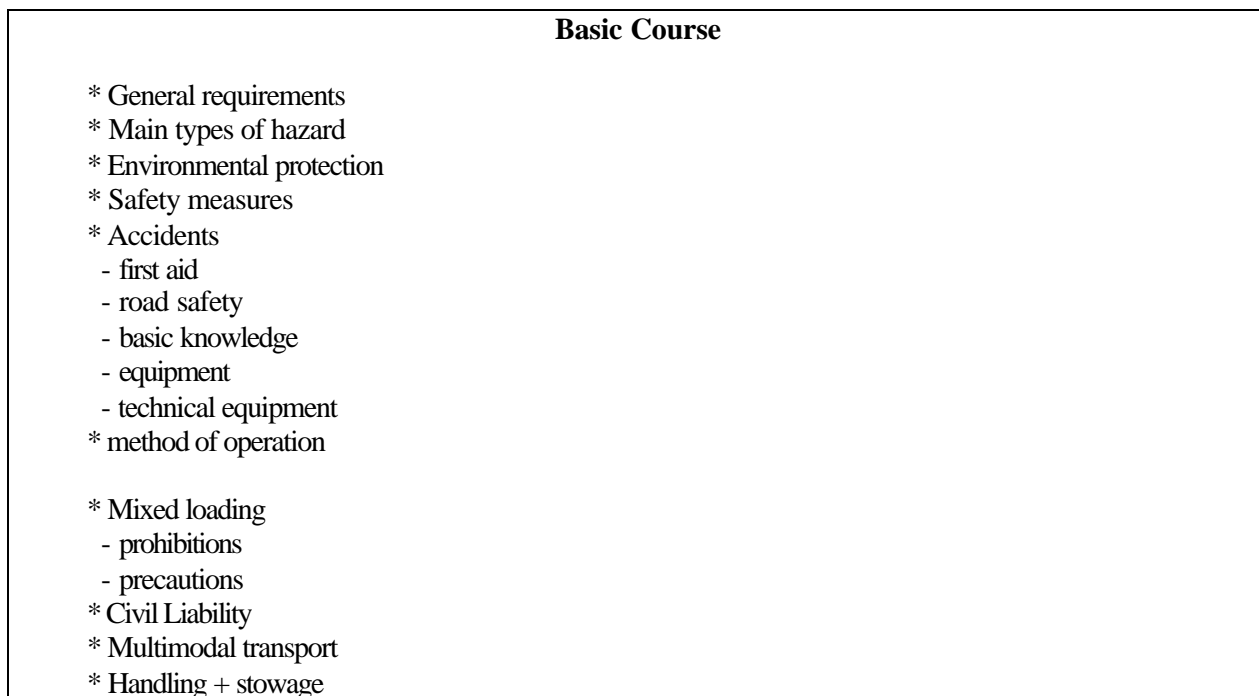 Basic Course
* General requirements
* Main types of hazard
* Environmental protection
* Safety measures
* Accidents
- first aid
- road safety
- basic knowledge
- equipment
- technical equipment
* method of operation
* Mixed loading
- prohibitions
- precautions
* Civil Liability
* Multimodal transport
* Handling + stowage